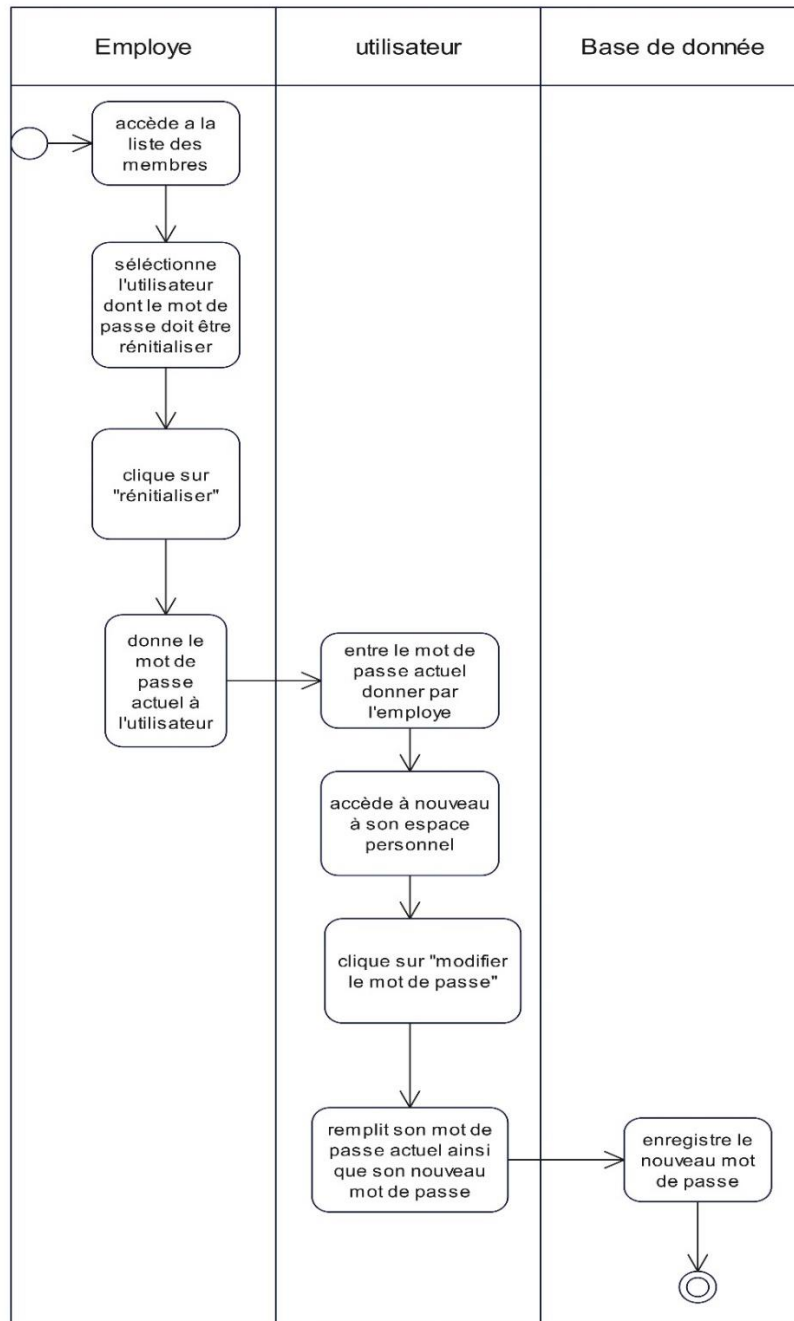 Employe
utilisateur
Base de donnée
accède a la
liste des
membres
séléctionne
l'utilisateur
dont le mot de
passe doit être
rénitialiser
clique sur
"rénitialiser"
donne le
mot de
passe
actuel à
l'utilisateur
entre le mot de
passe actuel
donner par
l'employe
accède à nouveau
à son espace
personnel
clique sur "modifier
le mot de passe"
remplit son mot de
passe actuel ainsi
que son nouveau
mot de passe
enregistre le
nouveau mot
de passe